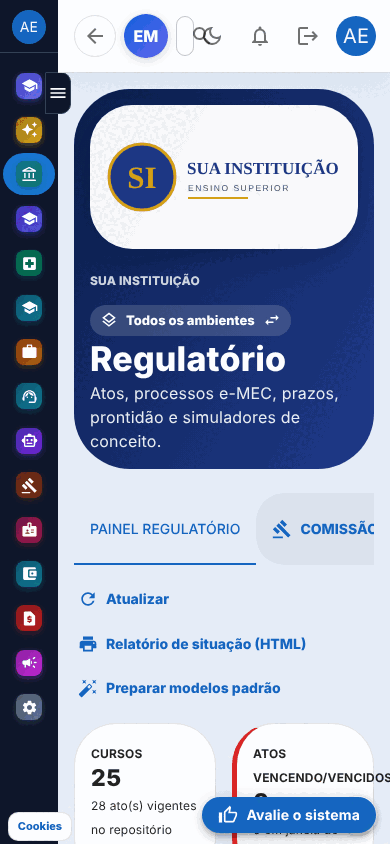 AE
EM
AE
SI
SUA INSTITUIÇÃO
ENSINO SUPERIOR
SUA INSTITUIÇÃO
Todos os ambientes
Regulatório
Atos, processos e-MEC, prazos,
prontidão e simuladores de
conceito.
PAINEL REGULATÓRIO
COMISSÃO
Atualizar
Relatório de situação (HTML)
Preparar modelos padrão
CURSOS
25
28 ato(s) vigentes
no repositório
ATOS
VENCENDO/VENCIDOS
Avalie o sistema
Cookies